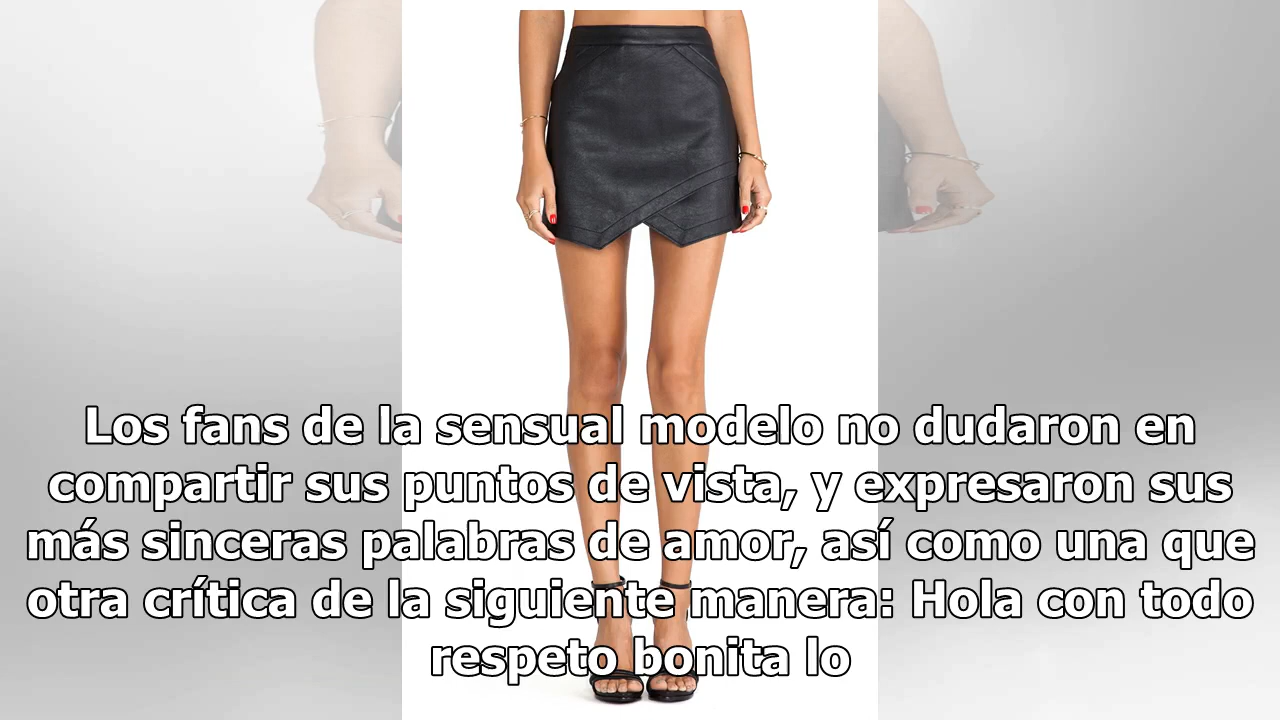 Los fans de la sensual modelo no dudaron en
compartir sus puntos de vista, y expresaron sus
más sinceras palabras de amor, así como una que
otra crítica de la siguiente manera: Hola con todo
respeto bonita lo